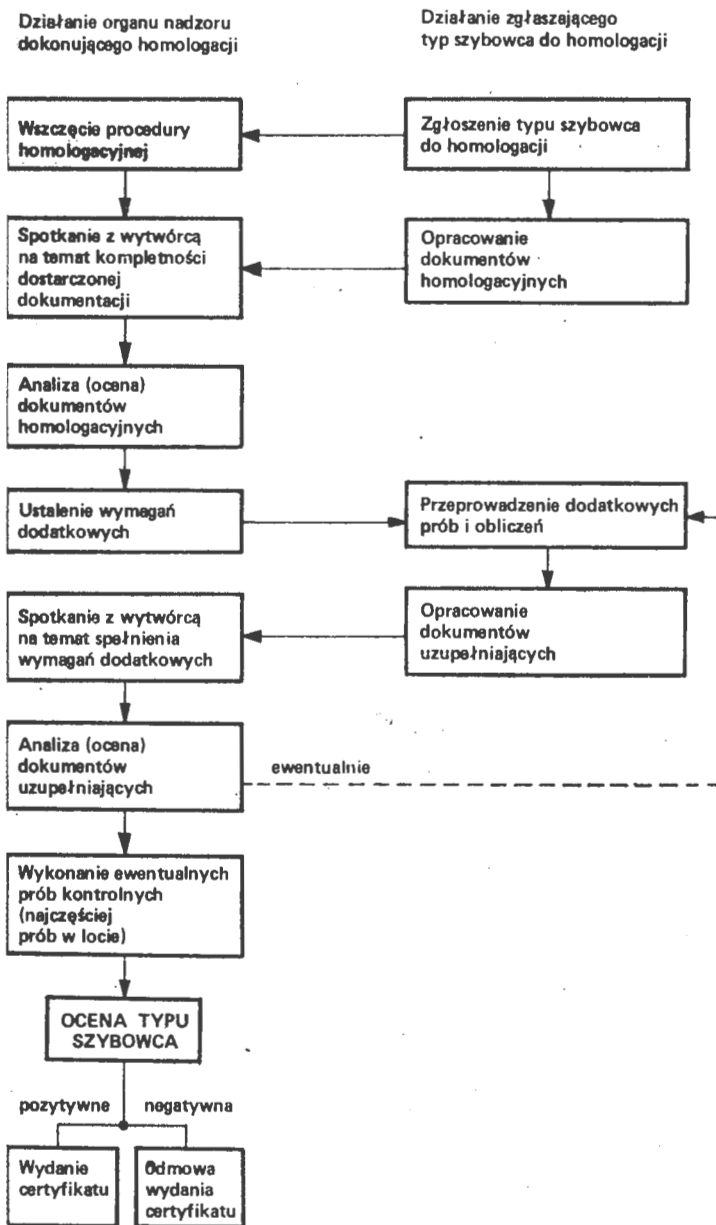 Działanie organu nadzoru
dokonującego homologacji
Działanie zgłaszającego
typ szybowca do homologacji
Wszczęcie procedury
homologacyjnej
Zgłoszenie typu szybowca
do homologacji
Spotkanie z wytwórcą
na temat kompletności
dostarczonej
dokumentacji
Opracowanie
dokumentów
homologacyjnych
Analiza (ocena)
dokumentów
homologacyjnych
Ustalenie wymagań
dodatkowych
Przeprowadzenie dodatkowych
prób i obliczeń
Spotkanie z wytwórcą
na temat spełnienia
wymagań dodatkowych
Opracowanie
dokumentów
uzupełniających
Analiza (ocena)
dokumentów
uzupełniających
ewentualnie
Wykonanie ewentualnych
prób kontrolnych
(najczęściej
prób w locie)
OCENA TYPU
SZYBOWCA
pozytywne
negatywna
Wydanie
certyfikatu
Odmowa
wydania
certyfikatu